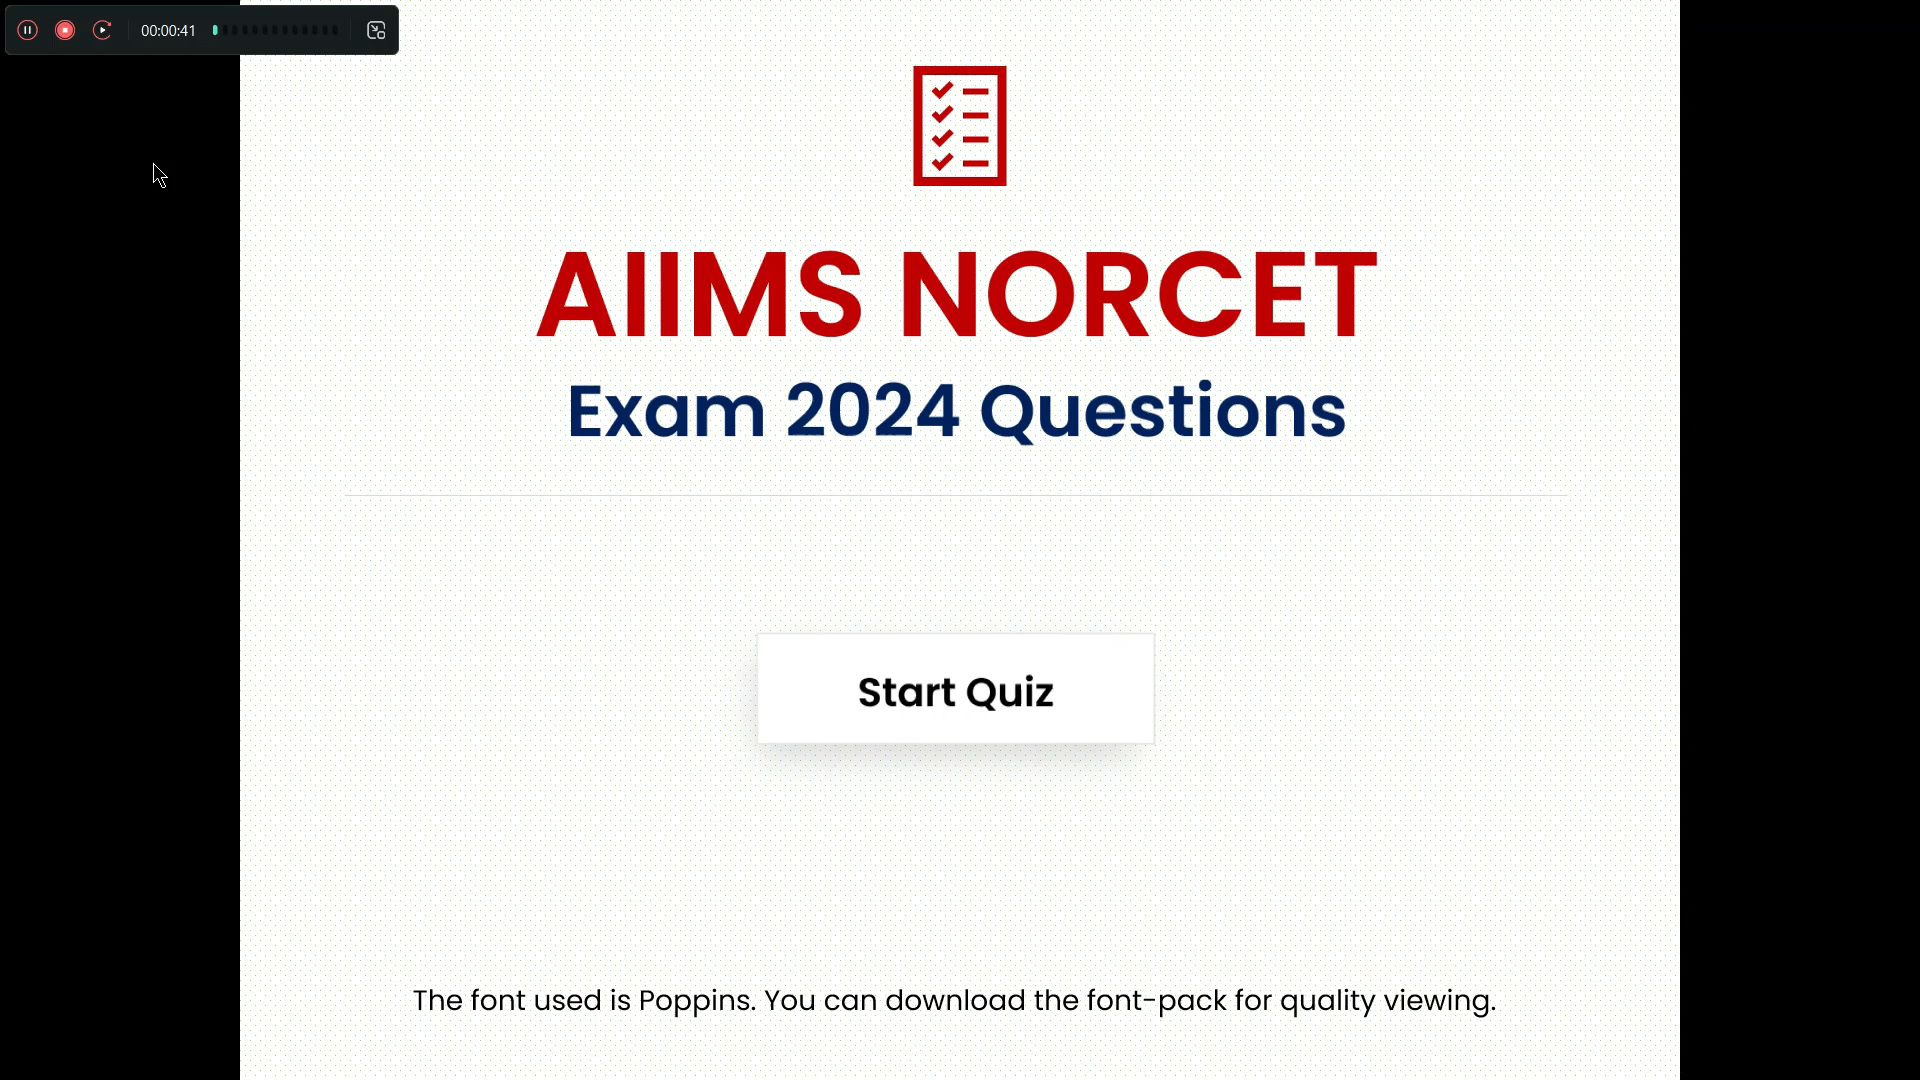 00:00:41
AIIMS NORCET
Exam 2024 Questions
Start Quiz
The font used is Poppins. You can download the font-pack for quality viewing.